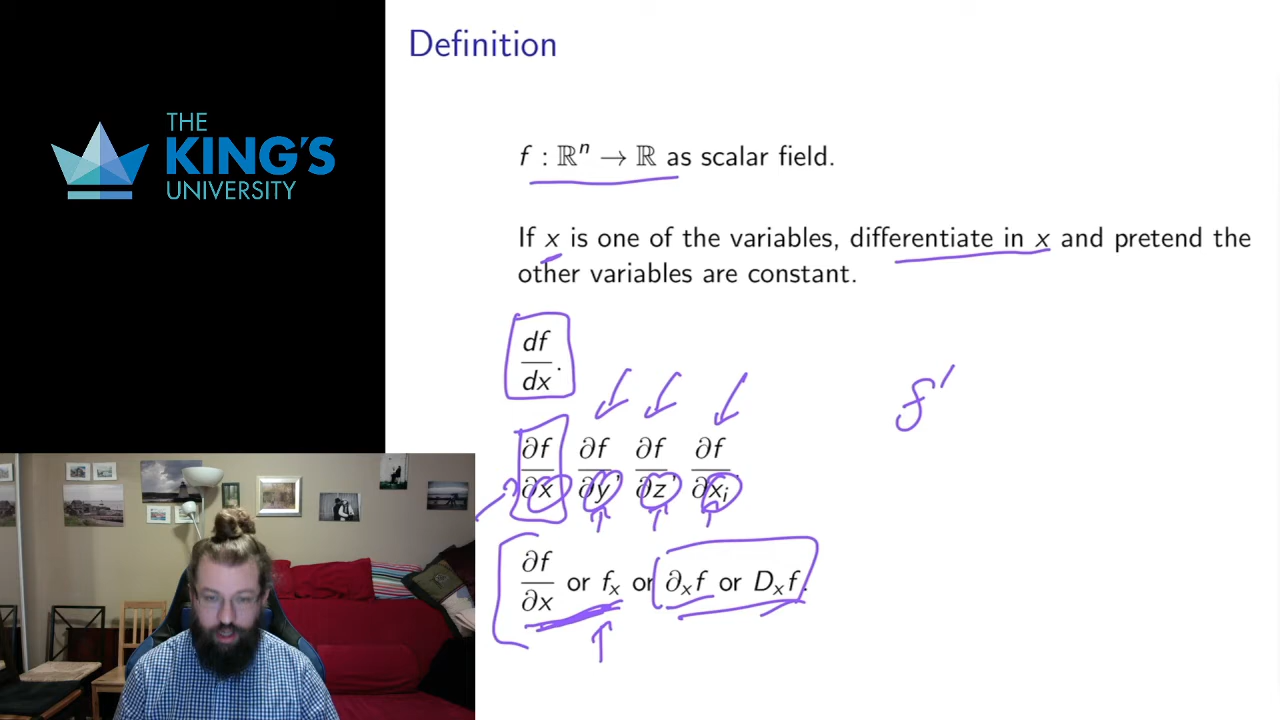 THE
KING'S
UNIVERSITY
Definition
f : ℝⁿ → ℝ as scalar field.
If x is one of the variables, differentiate in x and pretend the
other variables are constant.
df/dx.
f′
∂f/∂x, ∂f/∂y, ∂f/∂z, ∂f/∂xᵢ.
∂f/∂x or fₓ or ∂ₓf or Dₓf.